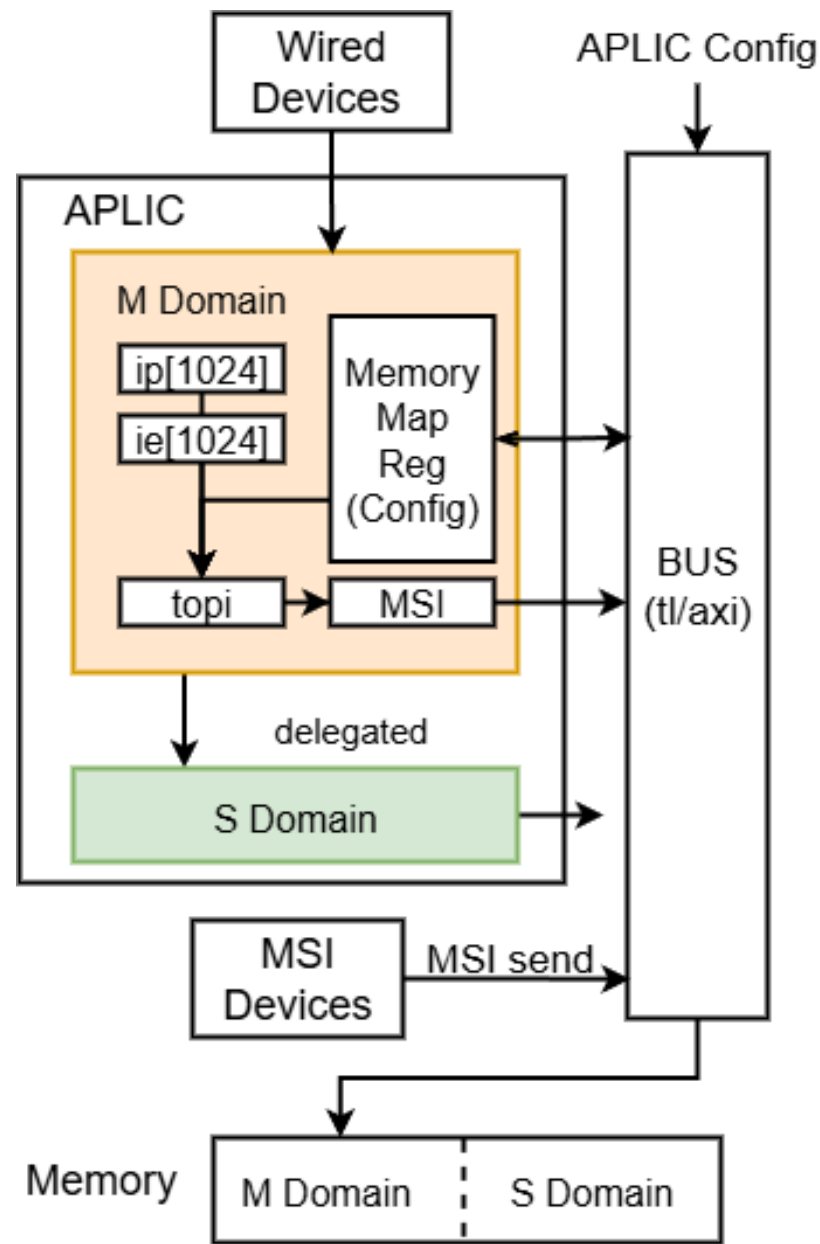 Wired
Devices
APLIC Config
APLIC
M Domain
ip[1024]
ie[1024]
Memory
Map
Reg
(Config)
topi
MSI
BUS
(tl/axi)
delegated
S Domain
MSI
Devices
MSI send
Memory
M Domain
S Domain